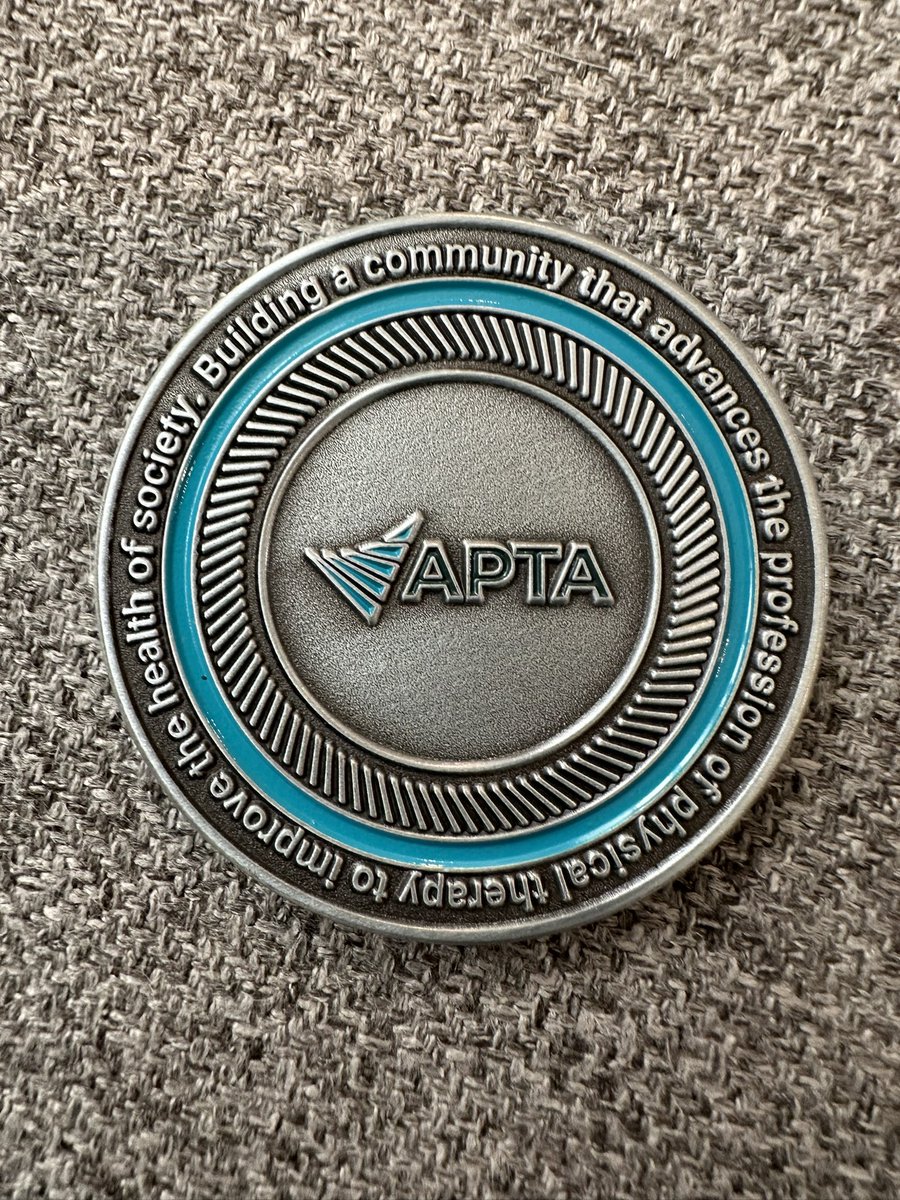 Building a community that advances the profession of physical therapy to improve the health of society.
APTA